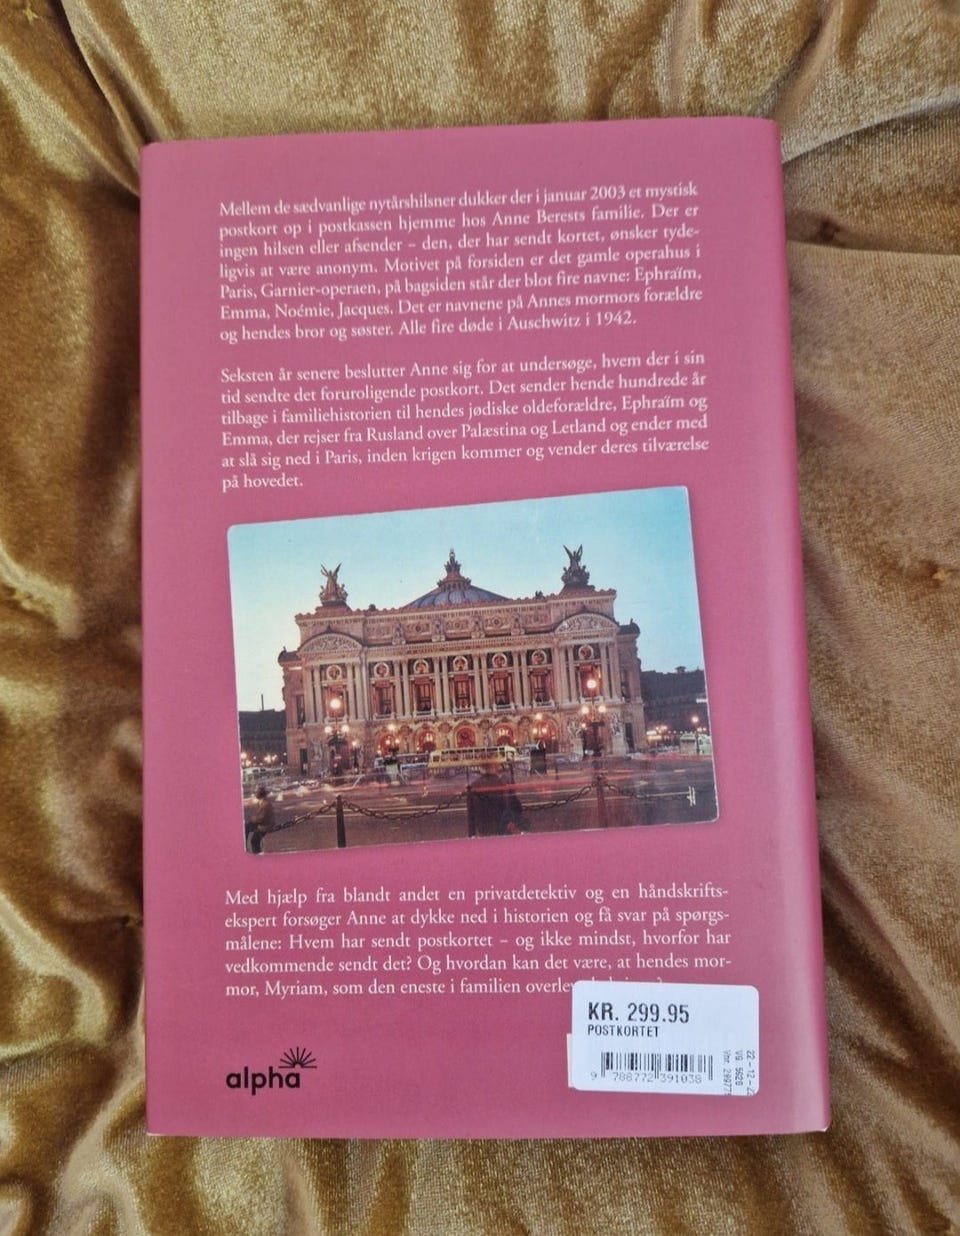 Mellem de sædvanlige nytårshilsner dukker der i januar 2003 et mystisk
postkort op i postkassen hjemme hos Anne Berests familie. Der er
ingen hilsen eller afsender – den, der har sendt kortet, ønsker tyde-
ligvis at være anonym. Motivet på forsiden er det gamle operahus i
Paris, Garnier-operaen, på bagsiden står der blot fire navne: Ephraïm,
Emma, Noémie, Jacques. Det er navnene på Annes mormors forældre
og hendes bror og søster. Alle fire døde i Auschwitz i 1942.
Seksten år senere beslutter Anne sig for at undersøge, hvem der i sin
tid sendte det foruroligende postkort. Det sender hende hundrede år
tilbage i familiehistorien til hendes jødiske oldeforældre, Ephraïm og
Emma, der rejser fra Rusland over Palæstina og Letland og ender med
at slå sig ned i Paris, inden krigen kommer og vender deres tilværelse
på hovedet.
Med hjælp fra blandt andet en privatdetektiv og en håndskrifts-
ekspert forsøger Anne at dykke ned i historien og få svar på spørgs-
målene: Hvem har sendt postkortet – og ikke mindst, hvorfor har
vedkommende sendt det? Og hvordan kan det være, at hendes mor-
mor, Myriam, som den eneste i familien
KR. 299.95
POSTKORTET
9 788772 391038
alpha